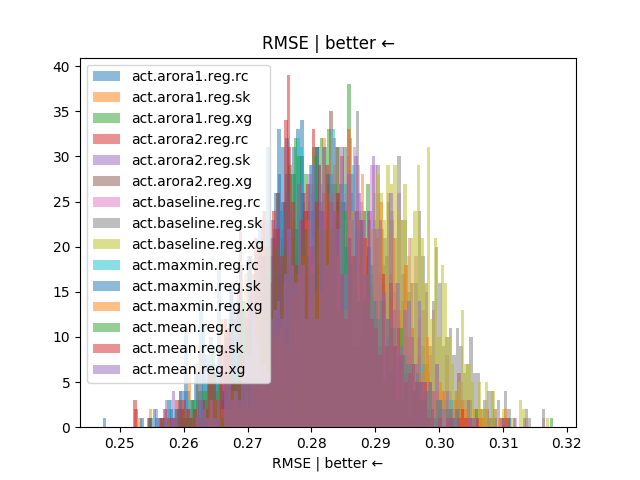 RMSE | better ←
40
35
30
25
20
15
10
5
0
act.arora1.reg.rc
act.arora1.reg.sk
act.arora1.reg.xg
act.arora2.reg.rc
act.arora2.reg.sk
act.arora2.reg.xg
act.baseline.reg.rc
act.baseline.reg.sk
act.baseline.reg.xg
act.maxmin.reg.rc
act.maxmin.reg.sk
act.maxmin.reg.xg
act.mean.reg.rc
act.mean.reg.sk
act.mean.reg.xg
0.25 0.26 0.27 0.28 0.29 0.30 0.31 0.32
RMSE | better ←